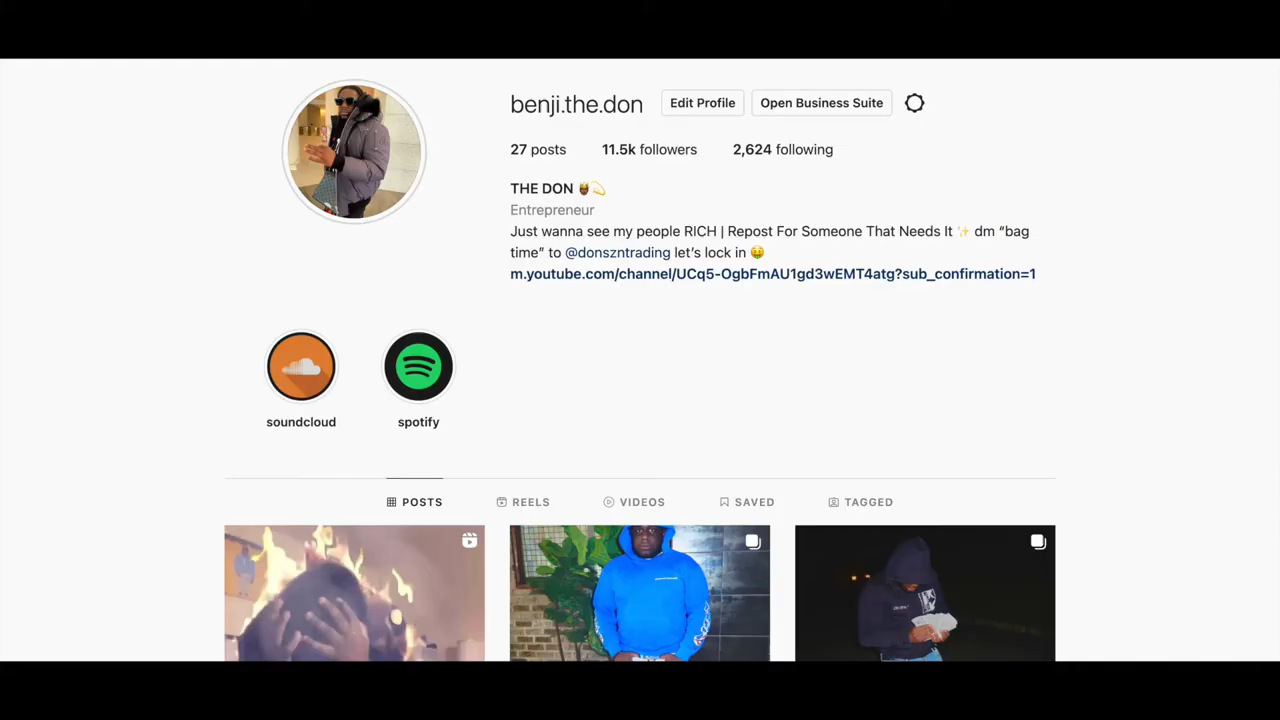 benji.the.don Edit Profile Open Business Suite
27 posts 11.5k followers 2,624 following
THE DON
Entrepreneur
Just wanna see my people RICH | Repost For Someone That Needs It ✨ dm “bag
time” to @donszntrading let’s lock in 🤑
m.youtube.com/channel/UCq5-OgbFmAU1gd3wEMT4atg?sub_confirmation=1
soundcloud spotify
POSTS REELS VIDEOS SAVED TAGGED